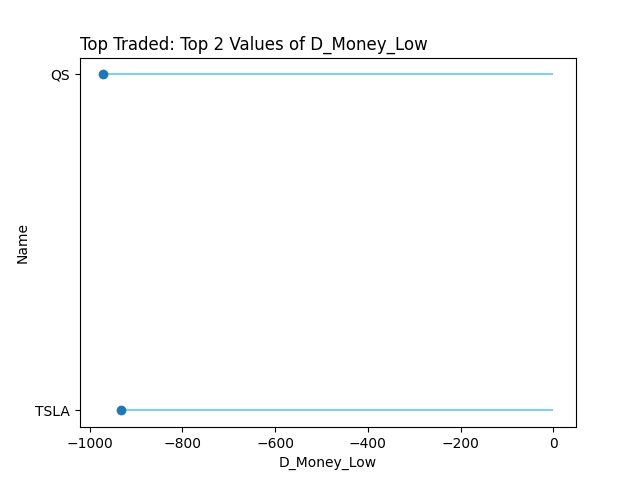 Top Traded: Top 2 Values of D_Money_Low
QS
Name
TSLA
−1000 −800 −600 −400 −200 0
D_Money_Low